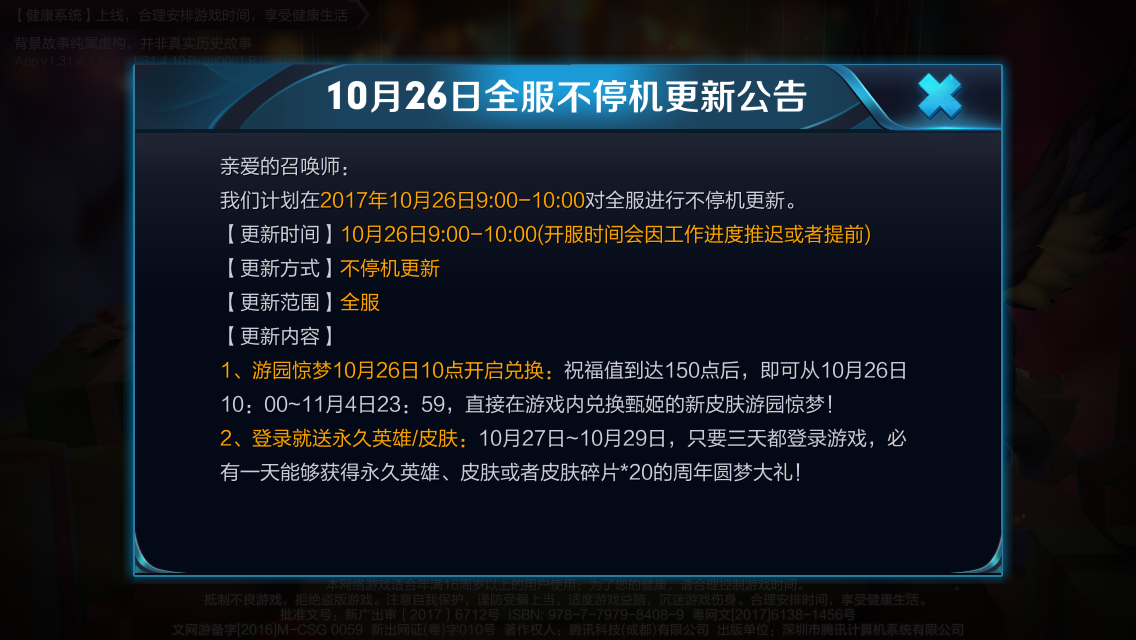 【健康系统】上线，合理安排游戏时间，享受健康生活
背景故事纯属虚构，并非真实历史故事
10月26日全服不停机更新公告
亲爱的召唤师：
我们计划在2017年10月26日9:00-10:00对全服进行不停机更新。
【更新时间】10月26日9:00-10:00(开服时间会因工作进度推迟或者提前)
【更新方式】不停机更新
【更新范围】全服
【更新内容】
1、游园惊梦10月26日10点开启兑换：祝福值到达150点后，即可从10月26日
10：00~11月4日23：59，直接在游戏内兑换甄姬的新皮肤游园惊梦！
2、登录就送永久英雄/皮肤：10月27日~10月29日，只要三天都登录游戏，必
有一天能够获得永久英雄、皮肤或者皮肤碎片*20的周年圆梦大礼！
本网络游戏适合年满16周岁以上的用户使用，为了您的健康，请合理控制游戏时间。
抵制不良游戏，拒绝盗版游戏。注意自我保护，谨防受骗上当。适度游戏益脑，沉迷游戏伤身。合理安排时间，享受健康生活。
批准文号：新广出审［2017］6712号 ISBN: 978-7-7979-8408-9 粤网文[2017]6138-1456号
文网游备字[2016]M-CSG 0059 新出网证(粤)字010号 著作权人：腾讯科技(成都)有限公司 出版单位：深圳市腾讯计算机系统有限公司